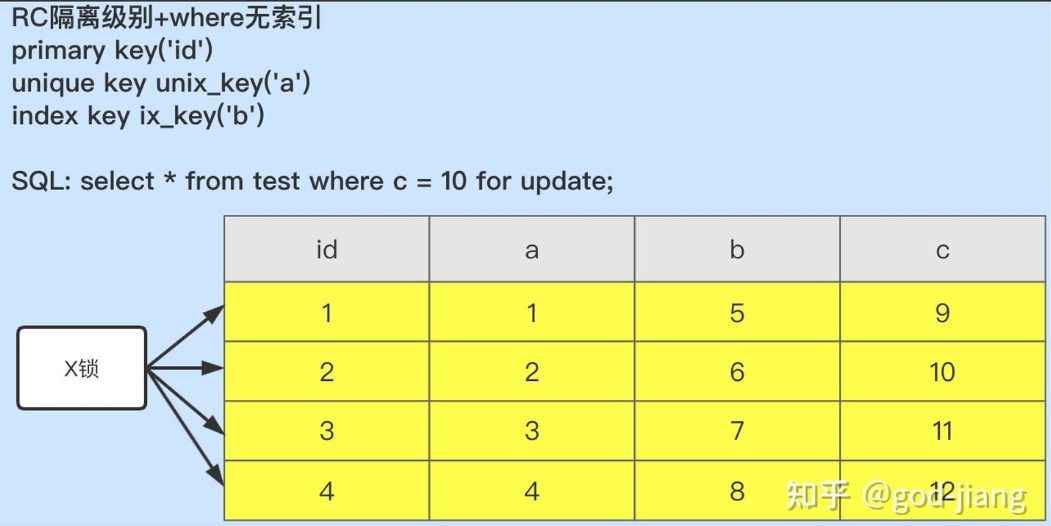 RC隔离级别+where无索引
primary key('id')
unique key unix_key('a')
index key ix_key('b')
SQL: select * from test where c = 10 for update;
id a b c
1 1 5 9
X锁
2 2 6 10
3 3 7 11
4 4 8 12
知乎 @god-jiang